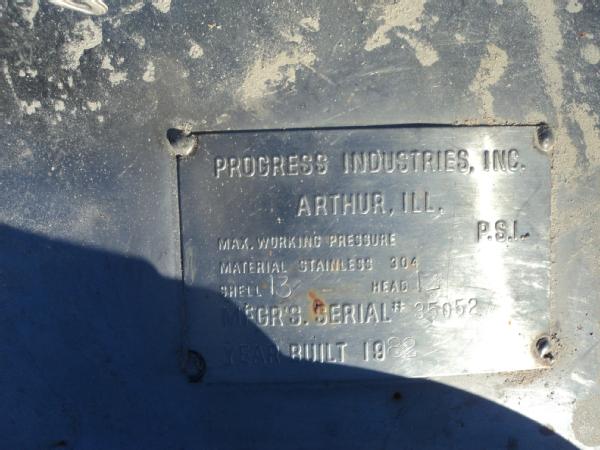 PROGRESS INDUSTRIES, INC.
ARTHUR, ILL.
MAX. WORKING PRESSURE P.S.I.
MATERIAL STAINLESS 304
SHELL 13 HEAD
MFGR'S. SERIAL# 35052
YEAR BUILT 1982